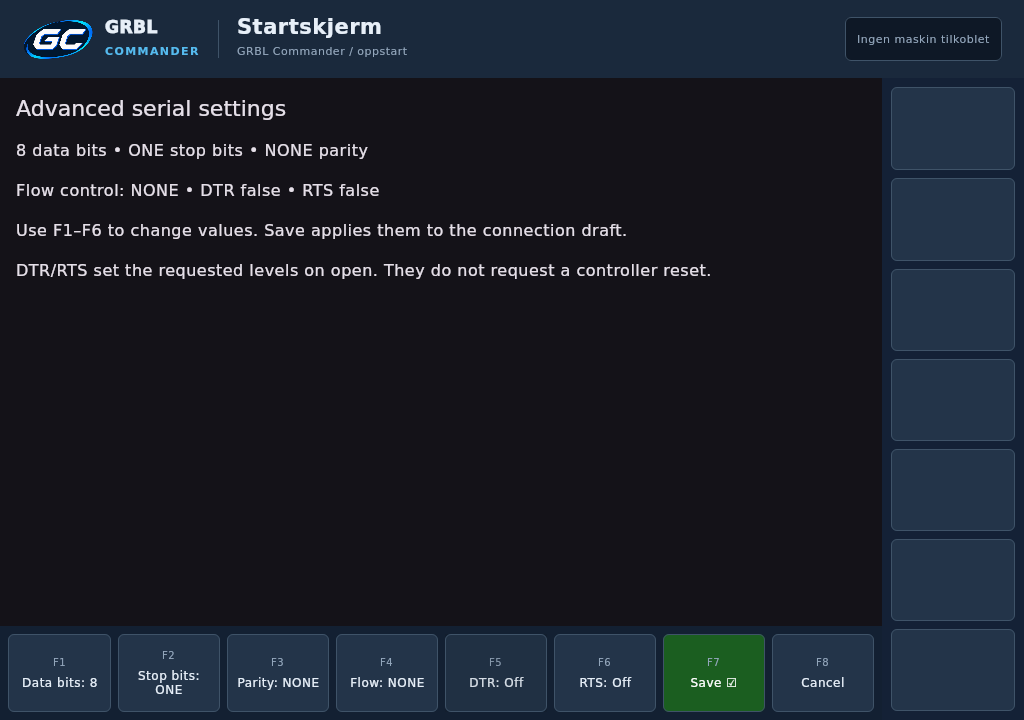 GC
GRBL
COMMANDER
Startskjerm
GRBL Commander / oppstart
Ingen maskin tilkoblet
Advanced serial settings
8 data bits • ONE stop bits • NONE parity
Flow control: NONE • DTR false • RTS false
Use F1–F6 to change values. Save applies them to the connection draft.
DTR/RTS set the requested levels on open. They do not request a controller reset.
F1
Data bits: 8
F2
Stop bits:
ONE
F3
Parity: NONE
F4
Flow: NONE
F5
DTR: Off
F6
RTS: Off
F7
Save ☑
F8
Cancel